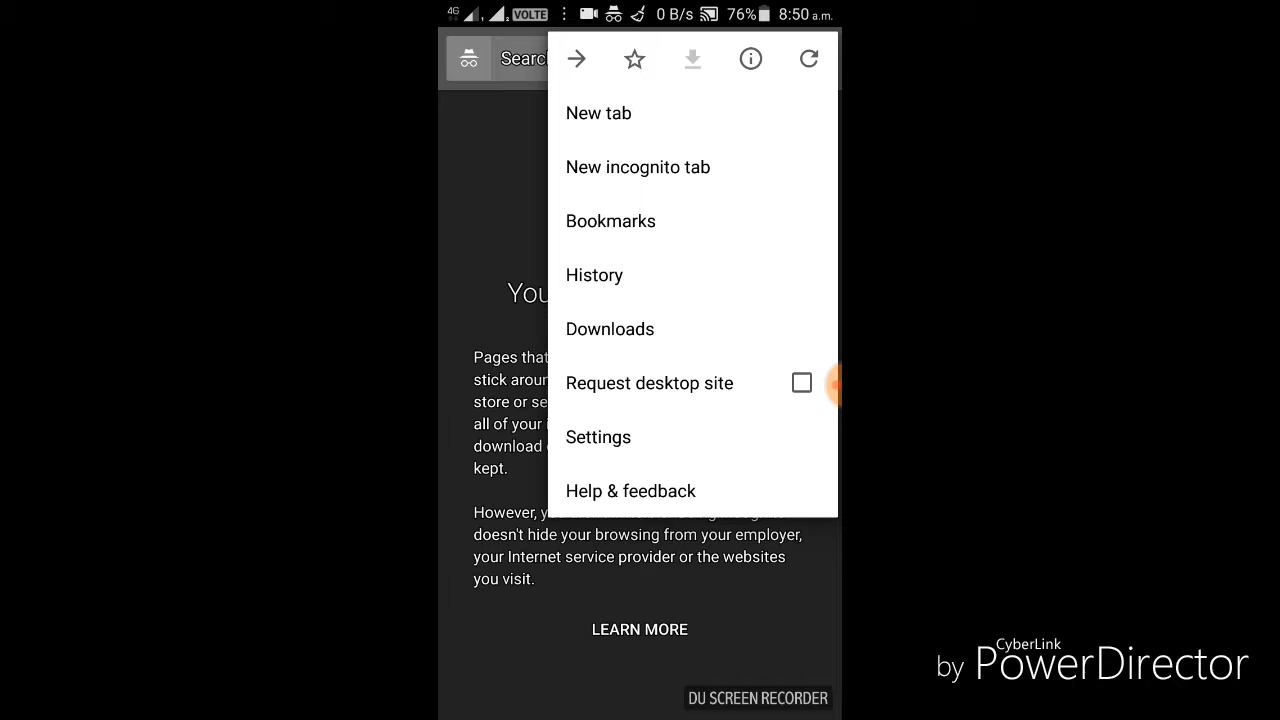 4G 1 2 VOLTE 0 B/s 76% 8:50 a.m.
Search
New tab
New incognito tab
Bookmarks
History
Downloads
Request desktop site
Settings
Help & feedback
You
Pages that
stick
store or
all of your
download
kept.
However,
doesn't hide your browsing from your employer,
your Internet service provider or the websites
you visit.
LEARN MORE
DU SCREEN RECORDER
by CyberLink PowerDirector